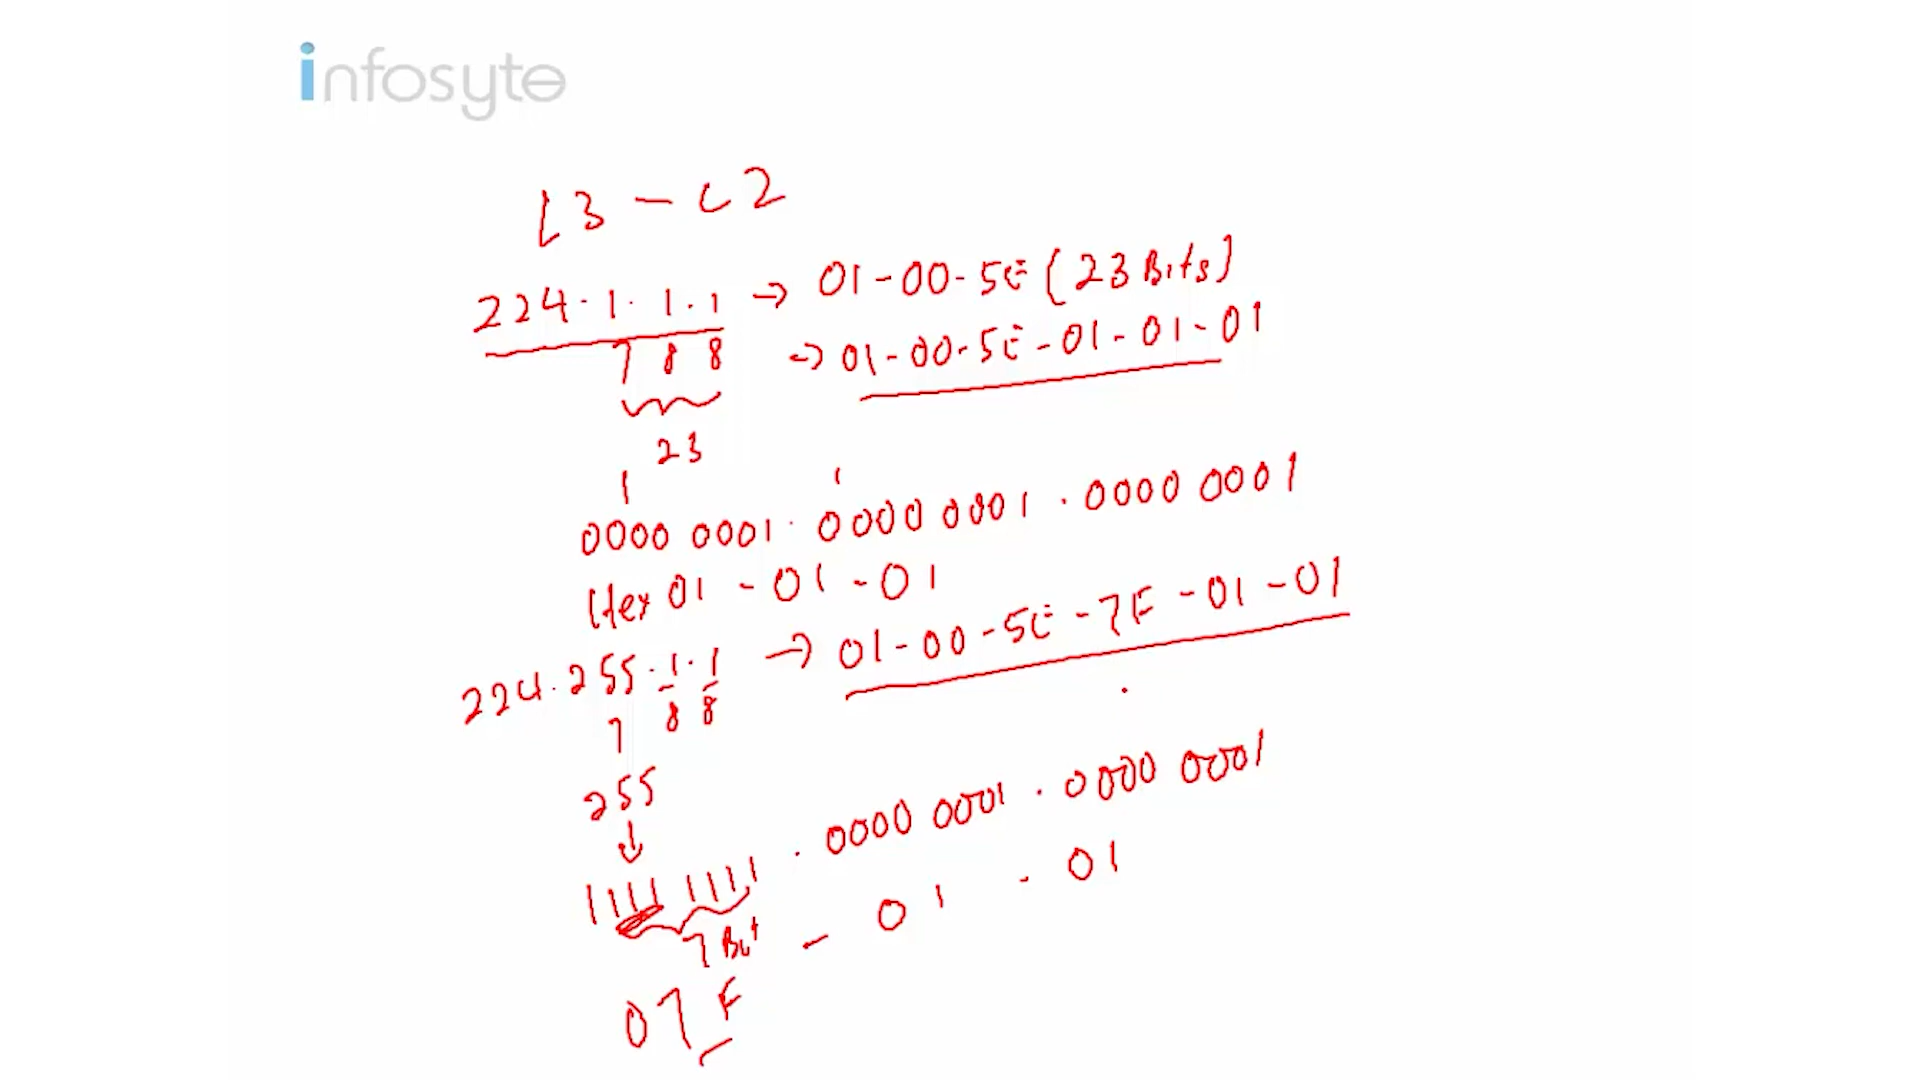 infosyte
L3 - L2
224.1.1.1 → 01-00-5E (23 Bits)
7 8 8 → 01-00-5E-01-01-01
23
1 1
0000 0001 . 0000 0001 . 0000 0001
Hex 01 - 01 - 01
224.255.1.1 → 01-00-5E-7F-01-01
7 8 8
255
↓
1111 1111 . 0000 0001 . 0000 0001
7 Bit - 01 - 01
07F